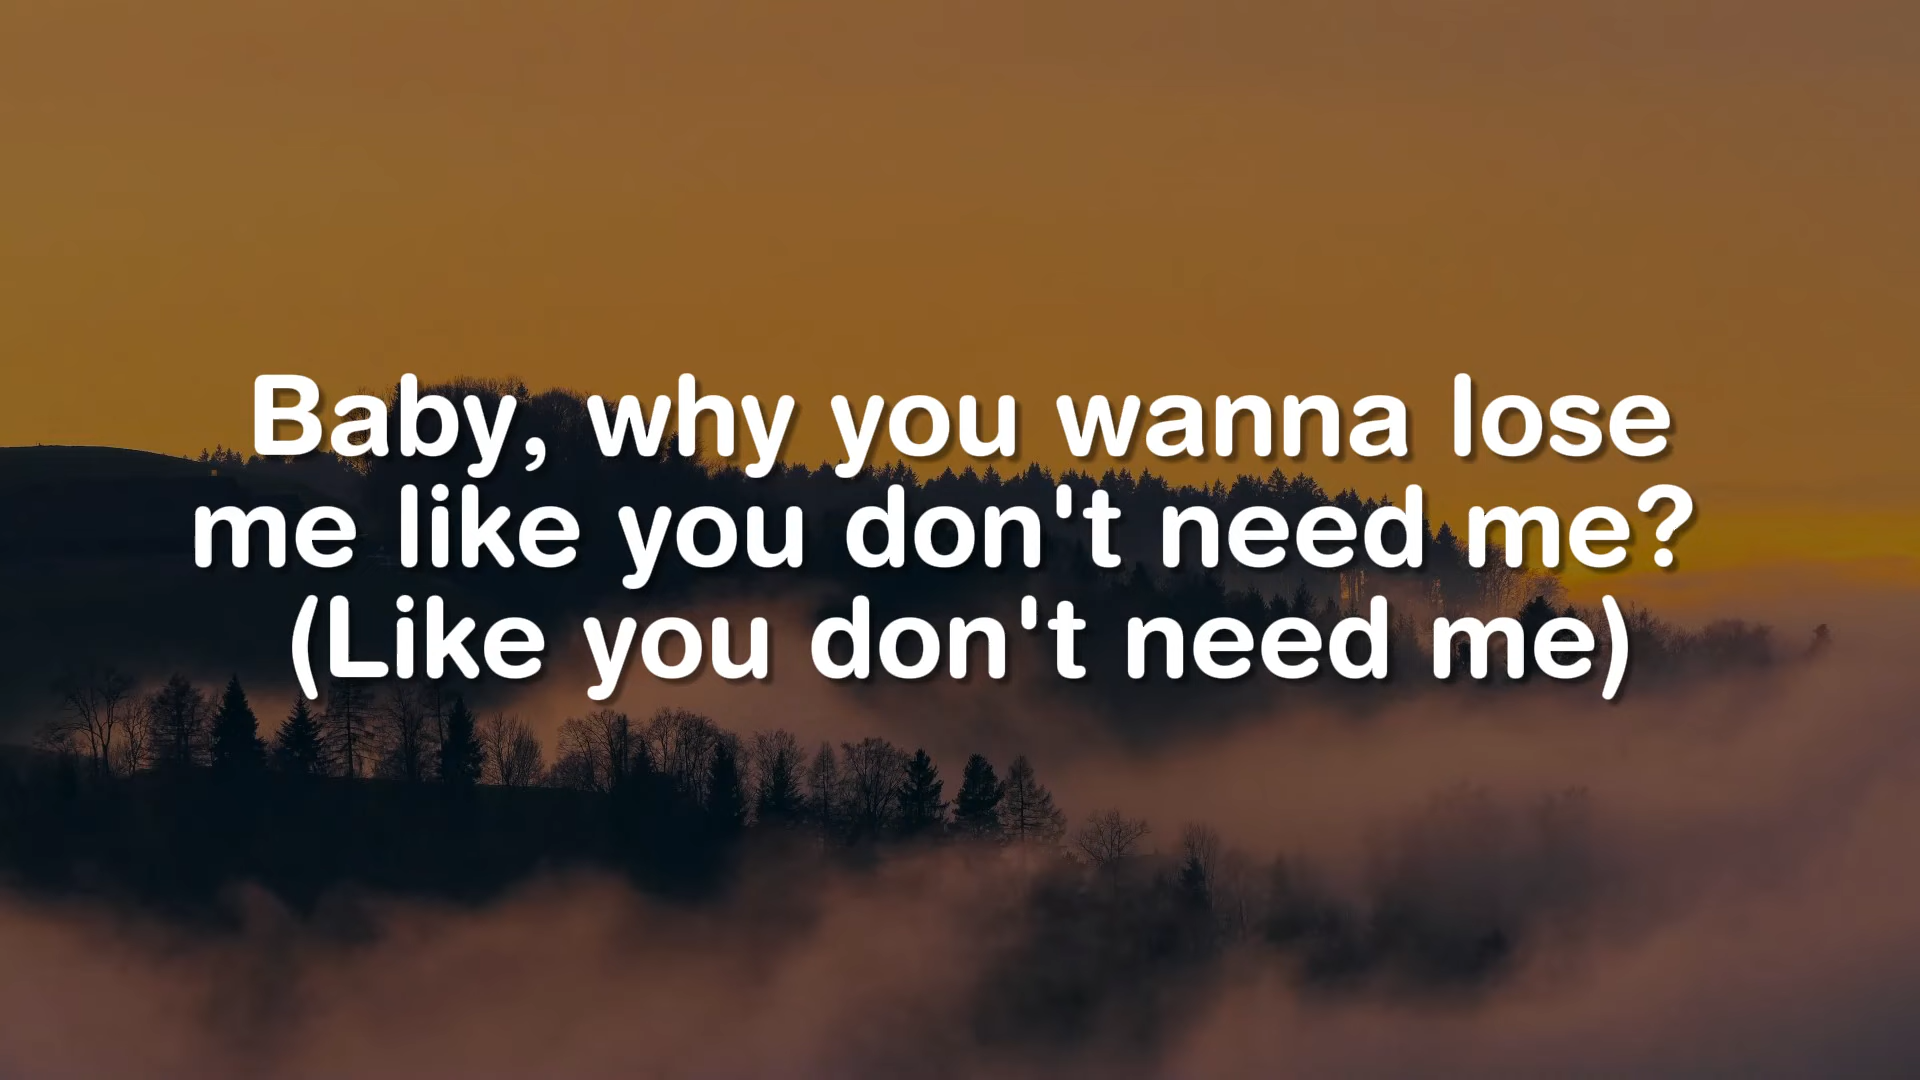 Baby, why you wanna lose
me like you don't need me?
(Like you don't need me)